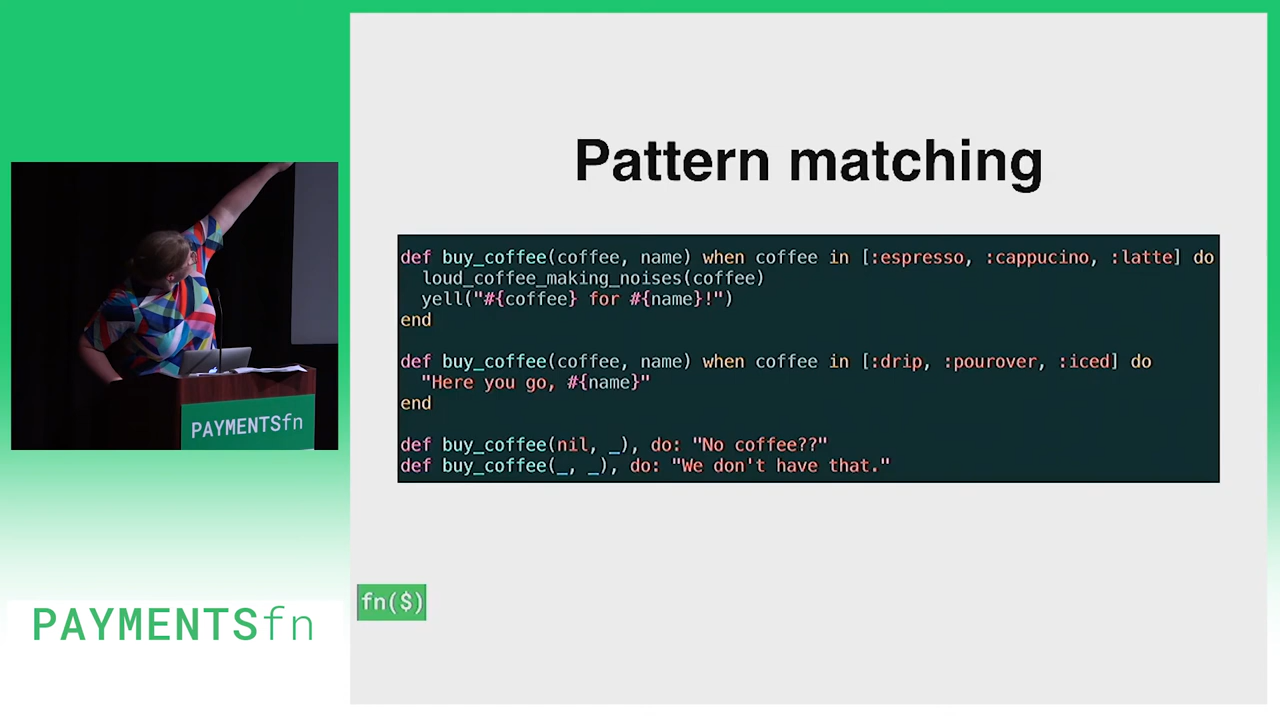 Pattern matching
def buy_coffee(coffee, name) when coffee in [:espresso, :cappucino, :latte] do
  loud_coffee_making_noises(coffee)
  yell("#{coffee} for #{name}!")
end
def buy_coffee(coffee, name) when coffee in [:drip, :pourover, :iced] do
  "Here you go, #{name}"
end
def buy_coffee(nil, _), do: "No coffee??"
def buy_coffee(_, _), do: "We don't have that."
PAYMENTSfn
fn($)
PAYMENTSfn